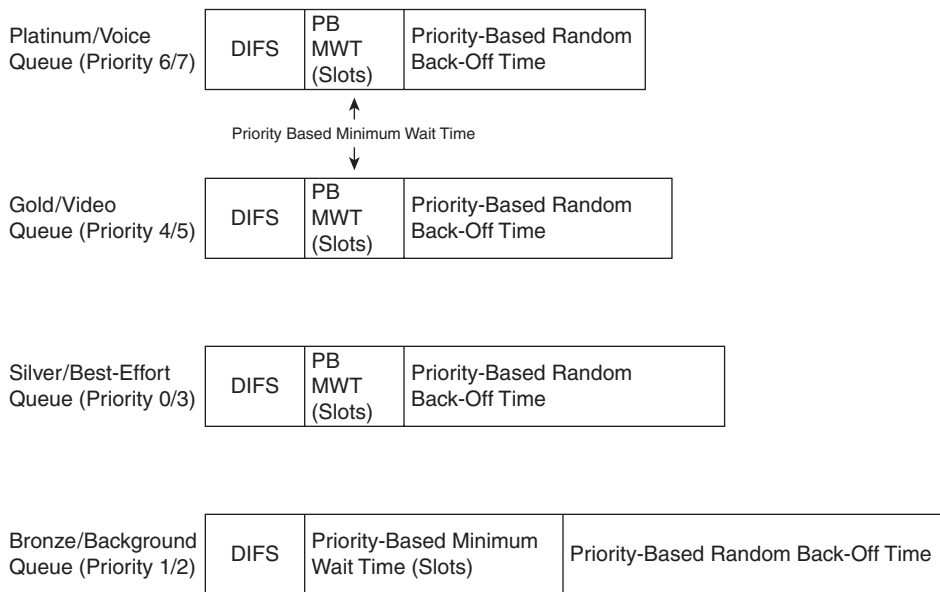 Platinum/Voice
Queue (Priority 6/7)
DIFS
PB
MWT
(Slots)
Priority-Based Random
Back-Off Time
Priority Based Minimum Wait Time
Gold/Video
Queue (Priority 4/5)
DIFS
PB
MWT
(Slots)
Priority-Based Random
Back-Off Time
Silver/Best-Effort
Queue (Priority 0/3)
DIFS
PB
MWT
(Slots)
Priority-Based Random
Back-Off Time
Bronze/Background
Queue (Priority 1/2)
DIFS
Priority-Based Minimum
Wait Time (Slots)
Priority-Based Random Back-Off Time